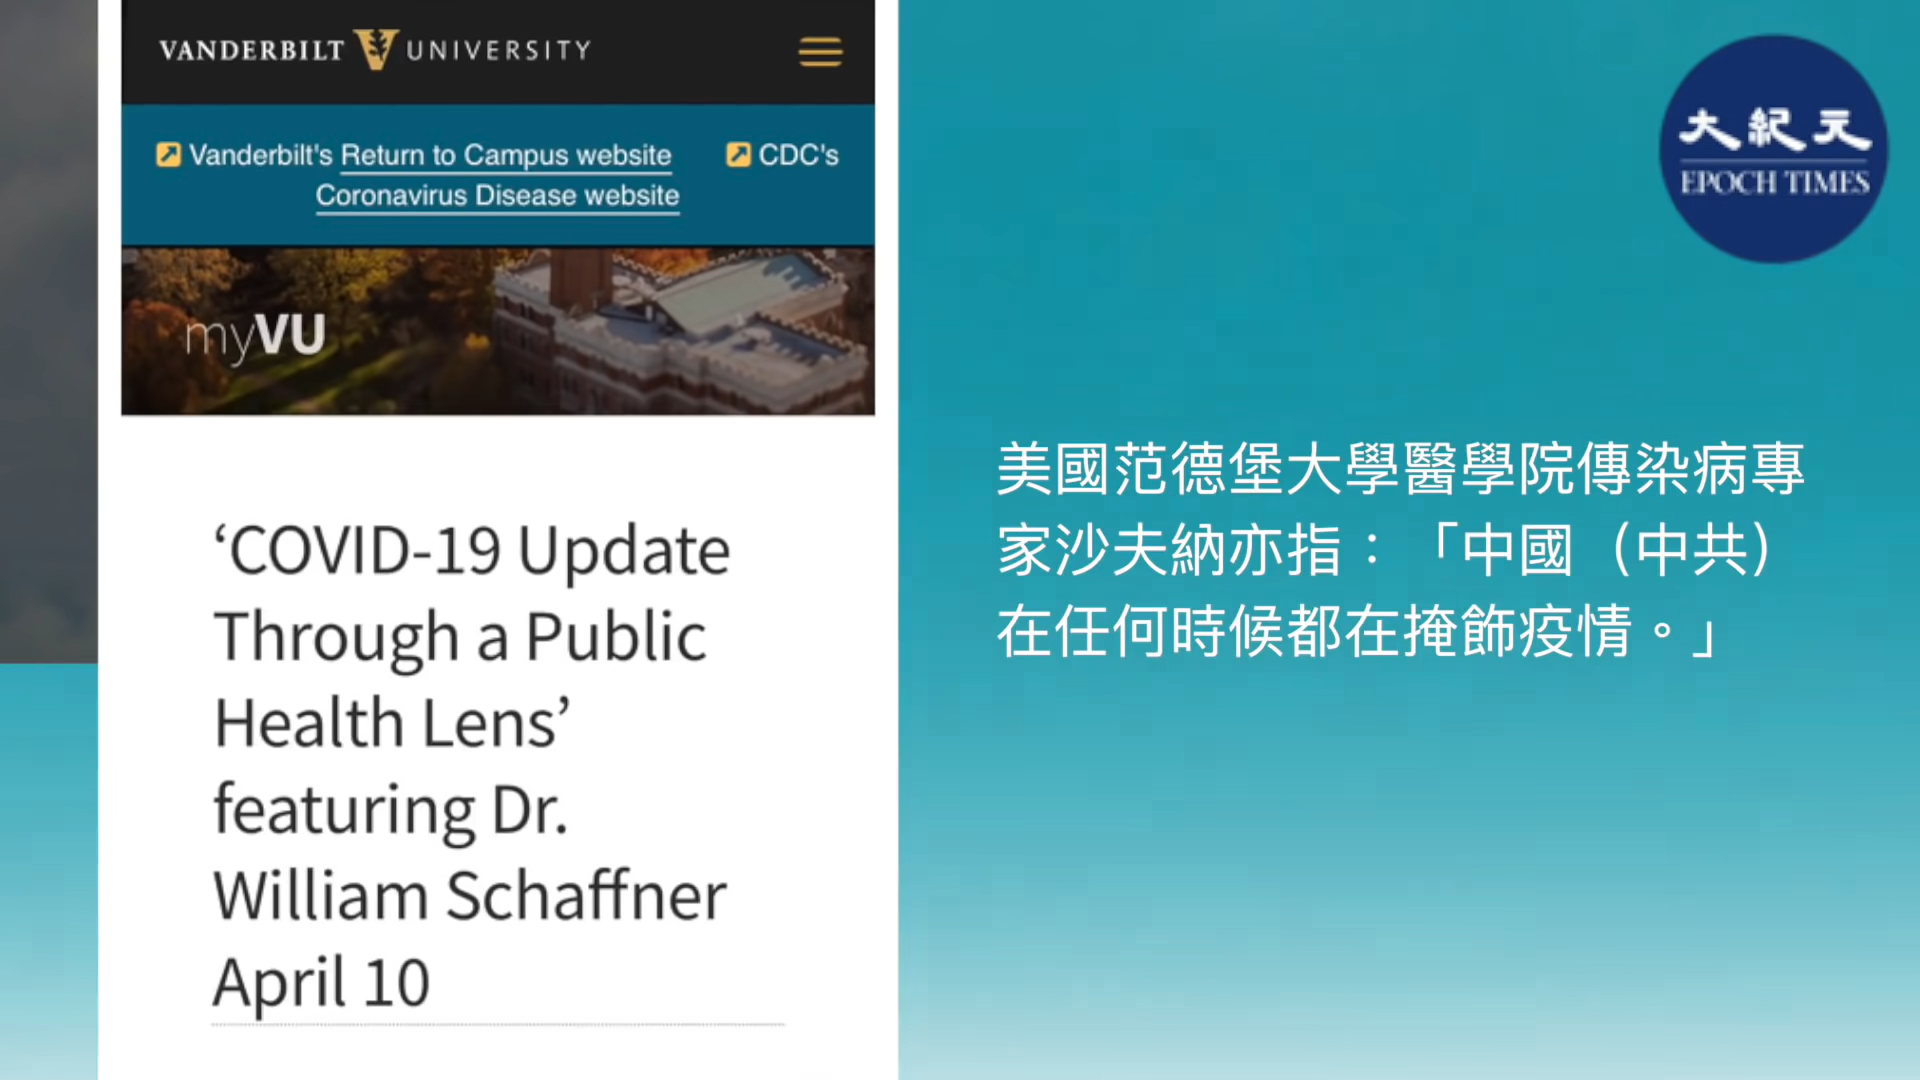 VANDERBILT UNIVERSITY
Vanderbilt's Return to Campus website CDC's
Coronavirus Disease website
myVU
‘COVID-19 Update
Through a Public
Health Lens’
featuring Dr.
William Schaffner
April 10
大紀元
EPOCH TIMES
美國范德堡大學醫學院傳染病專
家沙夫納亦指：「中國（中共）
在任何時候都在掩飾疫情。」